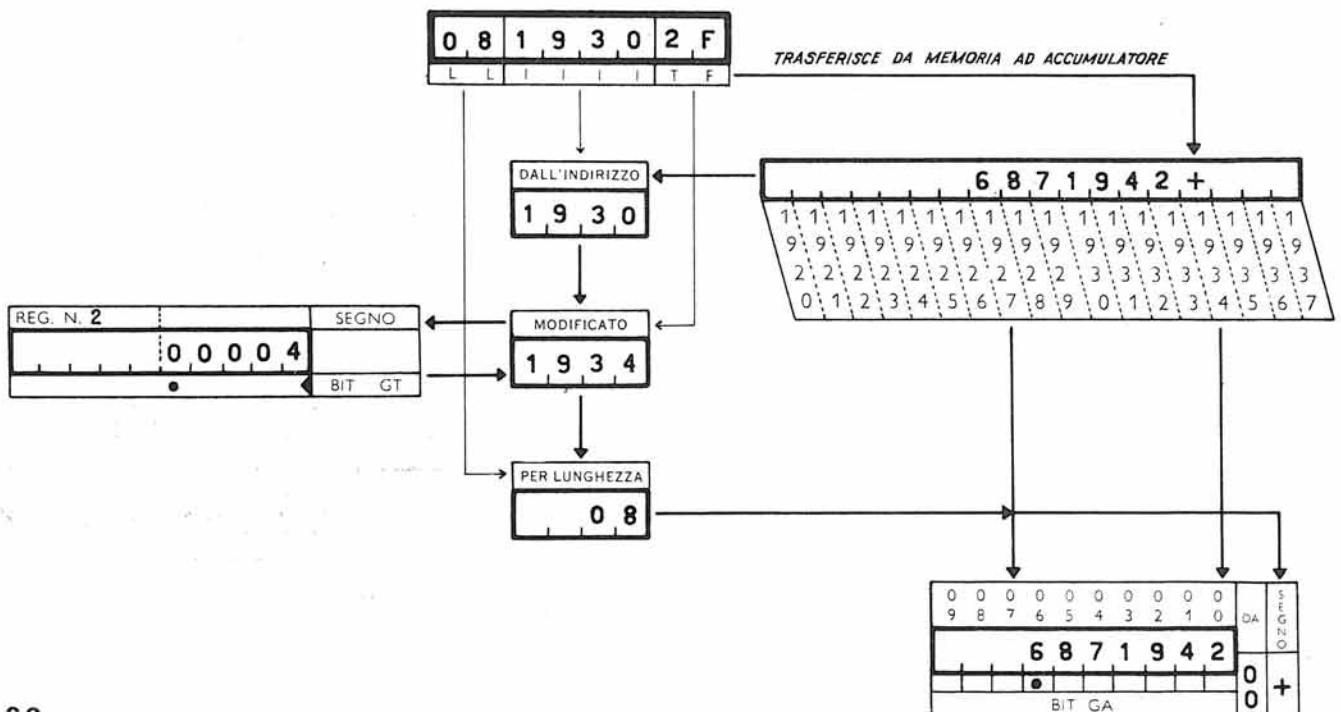 0 8 1 9 3 0 2 F
L L I I I I T F
TRASFERISCE DA MEMORIA AD ACCUMULATORE
DALL'INDIRIZZO
1 9 3 0
6 8 7 1 9 4 2 +
1 1 1 1 1 1 1 1 1 1 1 1 1 1 1 1 1 1
9 9 9 9 9 9 9 9 9 9 9 9 9 9 9 9 9 9
2 2 2 2 2 2 2 2 2 2 3 3 3 3 3 3 3 3
0 1 2 3 4 5 6 7 8 9 0 1 2 3 4 5 6 7
REG. N. 2 SEGNO
0 0 0 0 4
BIT GT
MODIFICATO
1 9 3 4
PER LUNGHEZZA
0 8
0 0 0 0 0 0 0 0 0 0
9 8 7 6 5 4 3 2 1 0 DA SEGNO
6 8 7 1 9 4 2 0 0 +
BIT GA